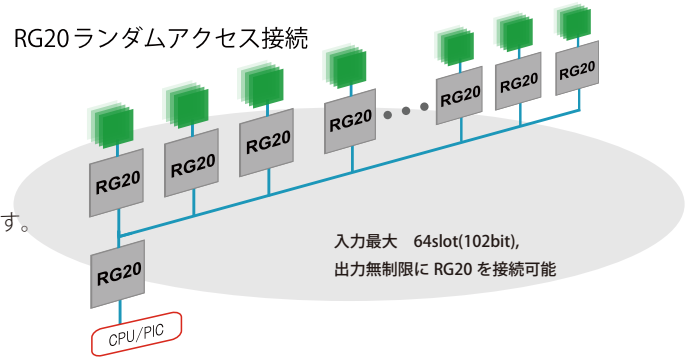 RG20ランダムアクセス接続
RG20
RG20
RG20
RG20
RG20
RG20
RG20
す。
RG20
入力最大　64slot(102bit),
出力無制限に RG20 を接続可能
CPU/PIC